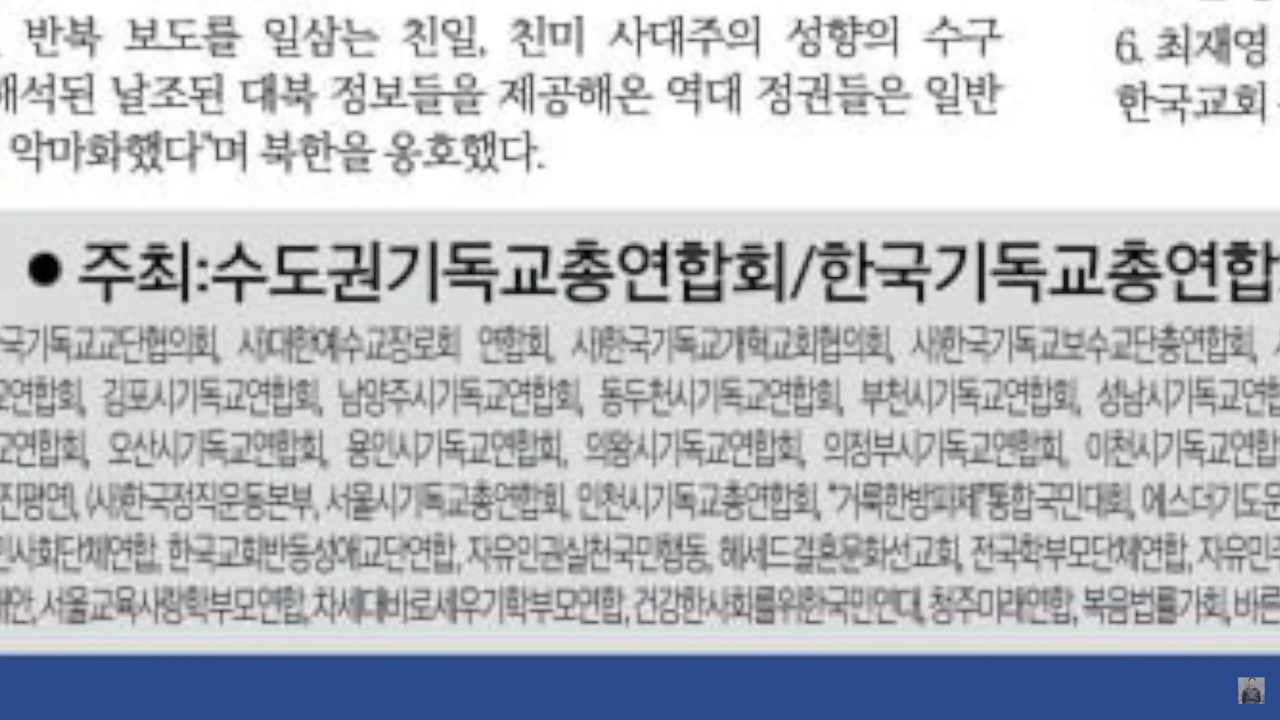 반북 보도를 일삼는 친일, 친미 사대주의 성향의 수구
해석된 날조된 대북 정보들을 제공해온 역대 정권들은 일반
악마화했다"며 북한을 옹호했다.
6. 최재영
한국교회
● 주최:수도권기독교총연합회/한국기독교총연합
국기독교교단협의회, 사)대한예수교장로회 연합회, 사)한국기독교개혁교회협의회, 사)한국기독교보수교단총연합회,
연합회, 김포시기독교연합회, 남양주시기독교연합회, 동두천시기독교연합회, 부천시기독교연합회, 성남시기독교연합
교연합회, 오산시기독교연합회, 용인시기독교연합회, 의왕시기독교연합회, 의정부시기독교연합회, 이천시기독교연합
진평연, (사)한국정직운동본부, 서울시기독교총연합회, 인천시기독교총연합회, "거룩한방파제"통합국민대회, 에스더기도운
민사회단체연합, 한국교회반동성애교단연합, 자유인권실천국민행동, 헤세드결혼문화선교회, 전국학부모단체연합, 자유민주
서울교육사랑학부모연합, 차세대바로세우기학부모연합, 건강한사회를위한국민연대, 청주미래연합, 복음법률가회, 바른